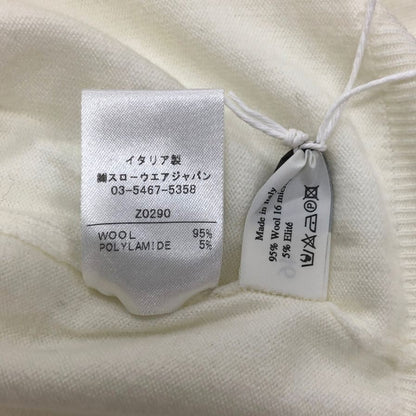 イタリア製
㈱スローウエアジャパン
03-5467-5358
Z0290
WOOL 95%
POLYLAMIDE 5%
Made in Italy
95% Wool 16 mic
5% Elité